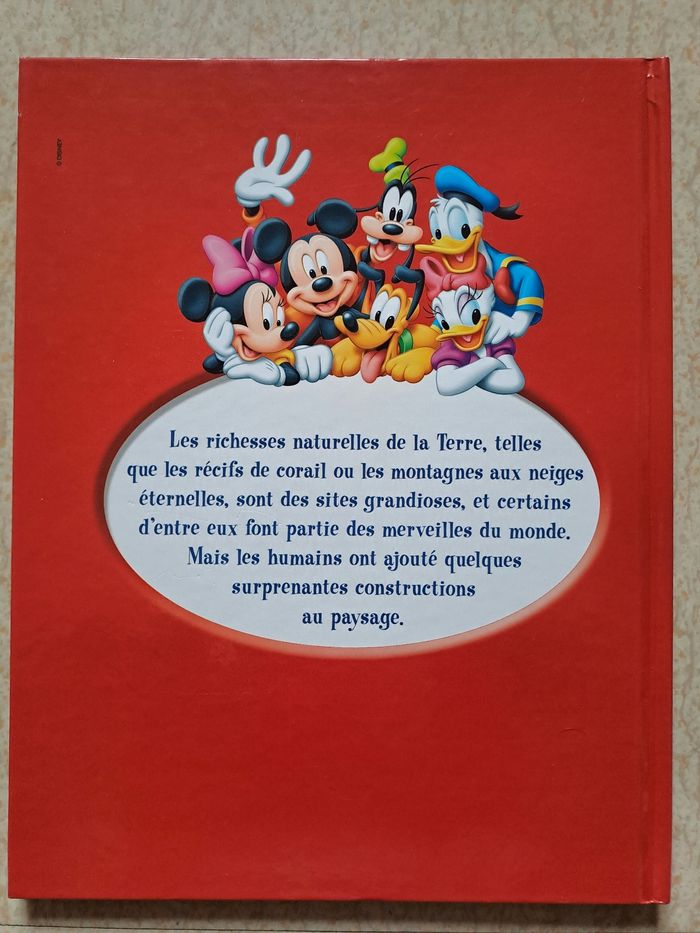 © DISNEY
Les richesses naturelles de la Terre, telles
que les récifs de corail ou les montagnes aux neiges
éternelles, sont des sites grandioses, et certains
d'entre eux font partie des merveilles du monde.
Mais les humains ont ajouté quelques
surprenantes constructions
au paysage.